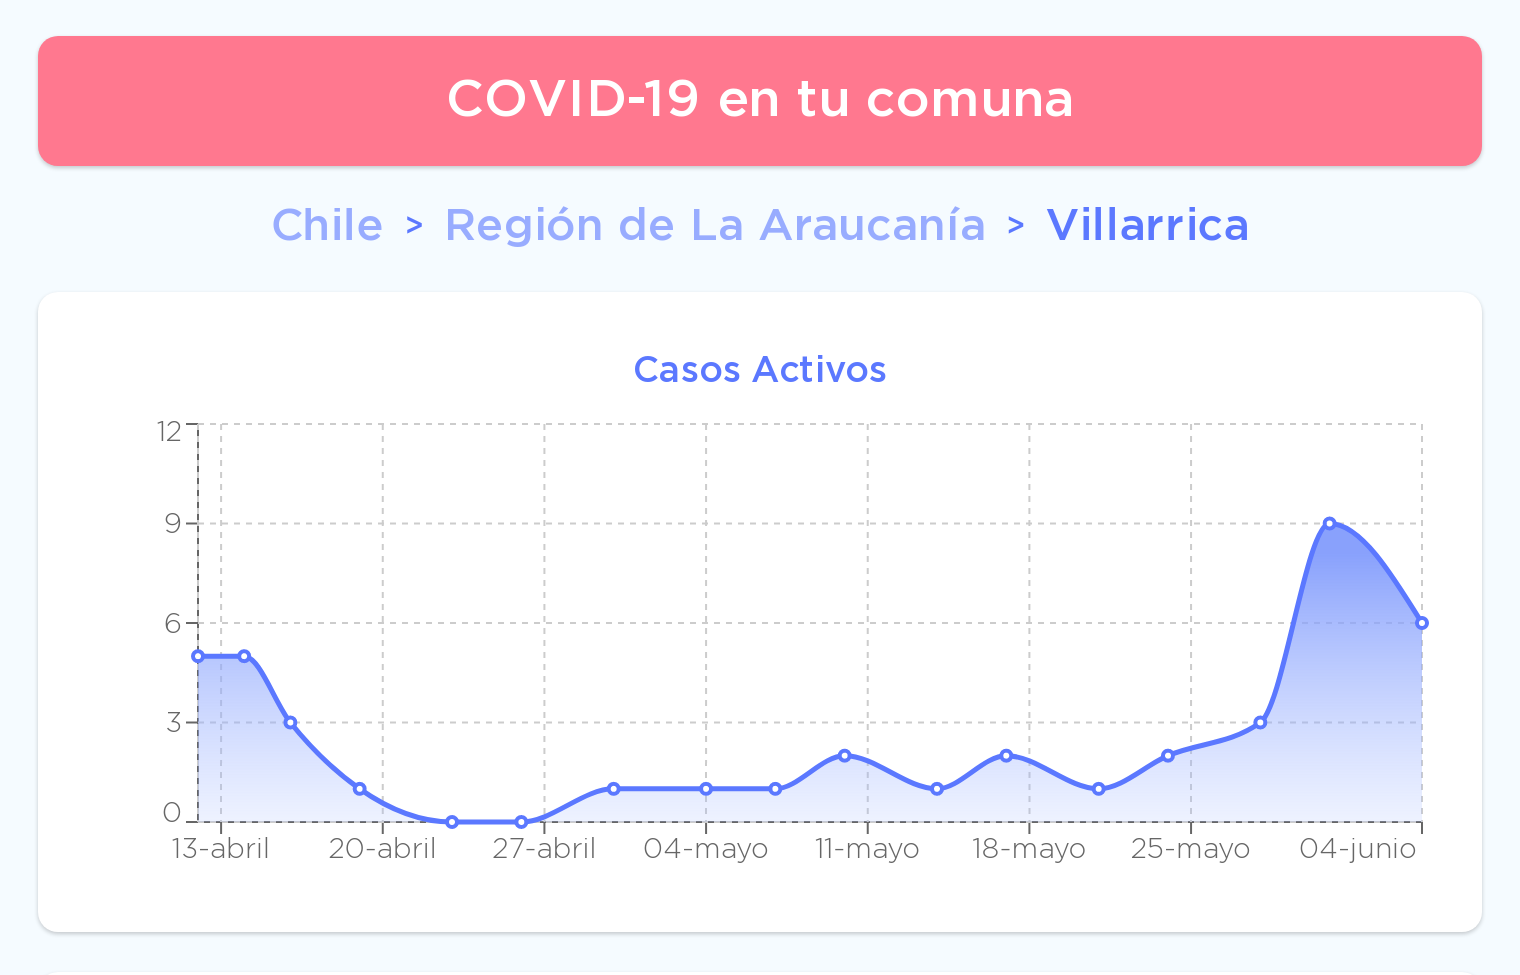 COVID-19 en tu comuna
Chile > Región de La Araucanía > Villarrica
Casos Activos
12
9
6
3
0
13-abril 20-abril 27-abril 04-mayo 11-mayo 18-mayo 25-mayo 04-junio